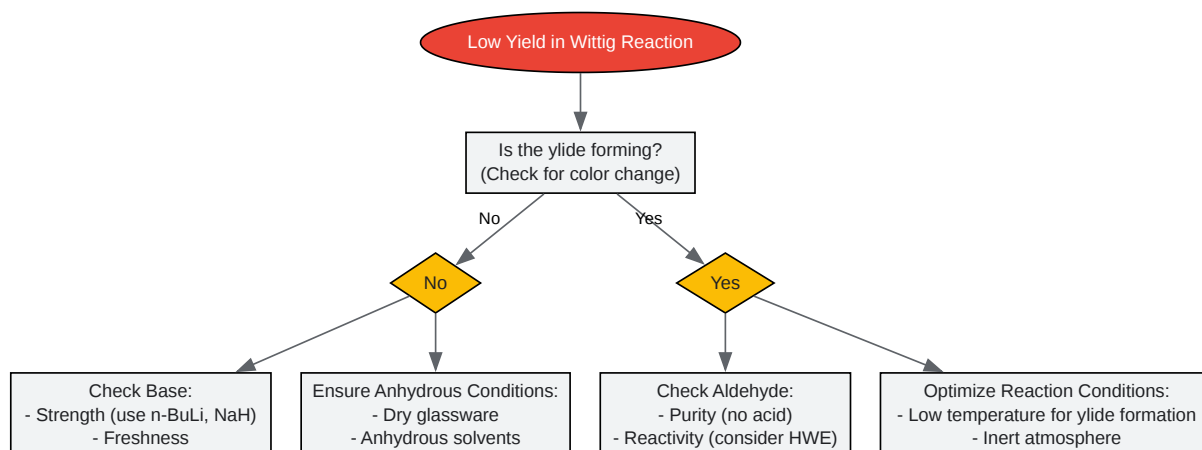 Low Yield in Wittig Reaction
Is the ylide forming?
(Check for color change)
No
Yes
No
Yes
Check Base:
- Strength (use n-BuLi, NaH)
- Freshness
Ensure Anhydrous Conditions:
- Dry glassware
- Anhydrous solvents
Check Aldehyde:
- Purity (no acid)
- Reactivity (consider HWE)
Optimize Reaction Conditions:
- Low temperature for ylide formation
- Inert atmosphere